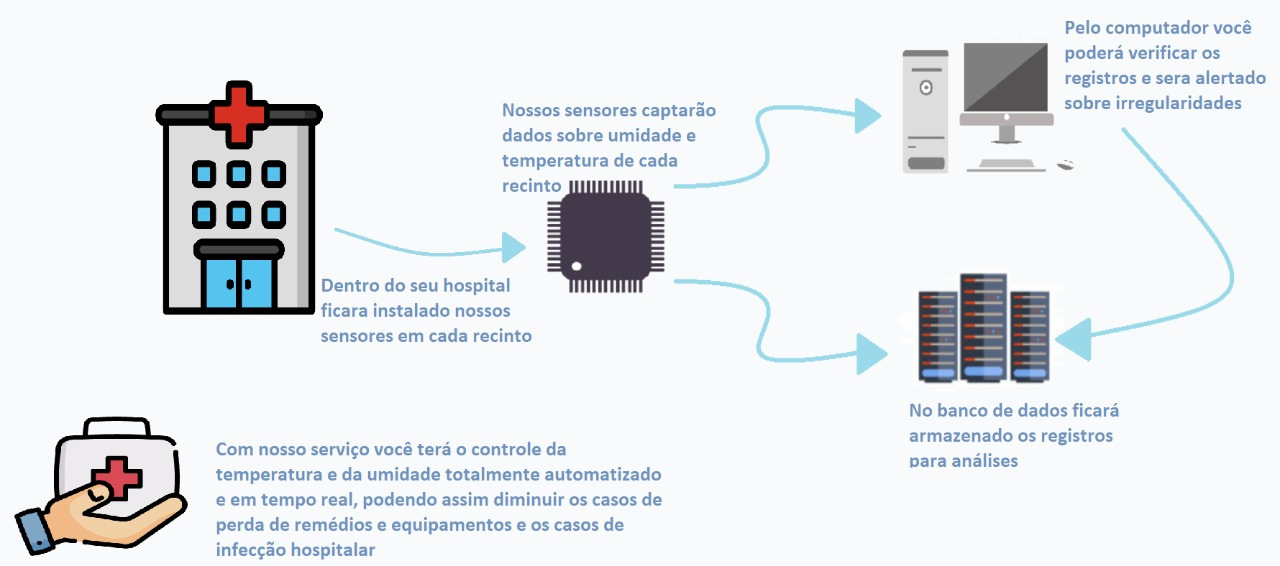 Pelo computador você
poderá verificar os
registros e sera alertado
sobre irregularidades
Nossos sensores captarão
dados sobre umidade e
temperatura de cada
recinto
Dentro do seu hospital
ficara instalado nossos
sensores em cada recinto
No banco de dados ficará
armazenado os registros
para análises
Com nosso serviço você terá o controle da
temperatura e da umidade totalmente automatizado
e em tempo real, podendo assim diminuir os casos de
perda de remédios e equipamentos e os casos de
infecção hospitalar